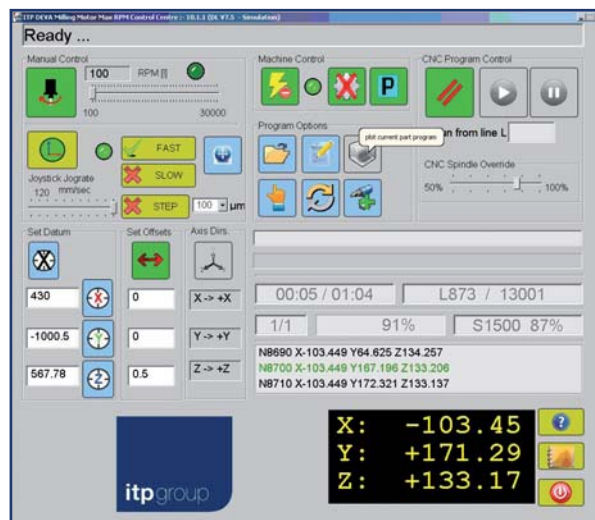 ITP DEVA Milling Motor Max RPM Control Centre :- 10.1.1 (DL V7.5 - Simulation)
Ready ...
Manual Control
100 RPM
100 30000
FAST
SLOW
STEP
100 µm
Joystick Jograte
120 mm/sec
Machine Control
P
Program Options
plot current part program
CNC Program Control
n from line L
CNC Spindle Override
50% 100%
Set Datum Set Offsets Axis Dirs.
X
430 X 0 X -> +X
-1000.5 Y 0 Y -> +Y
567.78 Z 0.5 Z -> +Z
00:05 / 01:04 L873 / 13001
1/1 91% S1500 87%
N8690 X-103.449 Y64.625 Z134.257
N8700 X-103.449 Y167.196 Z133.206
N8710 X-103.449 Y172.321 Z133.137
X: -103.45
Y: +171.29
Z: +133.17
?
itpgroup